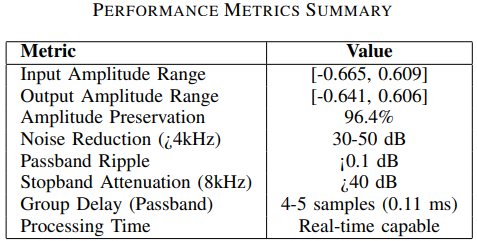 PERFORMANCE METRICS SUMMARY
Metric Value
Input Amplitude Range [-0.665, 0.609]
Output Amplitude Range [-0.641, 0.606]
Amplitude Preservation 96.4%
Noise Reduction (¿4kHz) 30-50 dB
Passband Ripple ¡0.1 dB
Stopband Attenuation (8kHz) ¿40 dB
Group Delay (Passband) 4-5 samples (0.11 ms)
Processing Time Real-time capable